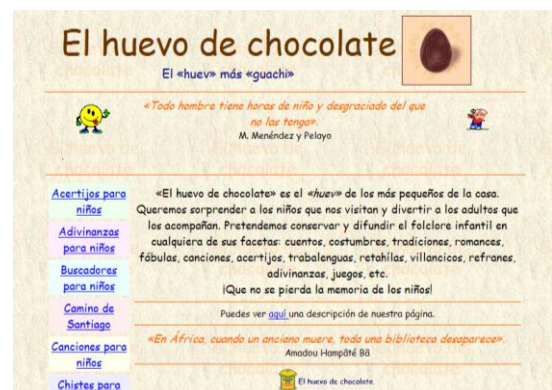 El huevo de chocolate
El «huev» más «guachi»
«Todo hombre tiene horas de niño y desgraciado del que
no las tenga».
M. Menéndez y Pelayo
Acertijos para
niños
Adivinanzas
para niños
Buscadores
para niños
Camino de
Santiago
Canciones para
niños
Chistes para
«El huevo de chocolate» es el «huev» de los más pequeños de la casa.
Queremos sorprender a los niños que nos visitan y divertir a los adultos que
los acompañan. Pretendemos conservar y difundir el folclore infantil en
cualquiera de sus facetas: cuentos, costumbres, tradiciones, romances,
fábulas, canciones, acertijos, trabalenguas, retahílas, villancicos, refranes,
adivinanzas, juegos, etc.
¡Que no se pierda la memoria de los niños!
Puedes ver aquí una descripción de nuestra página.
«En África, cuando un anciano muere, toda una biblioteca desaparece».
Amadou Hampâté Bâ
El huevo de chocolate